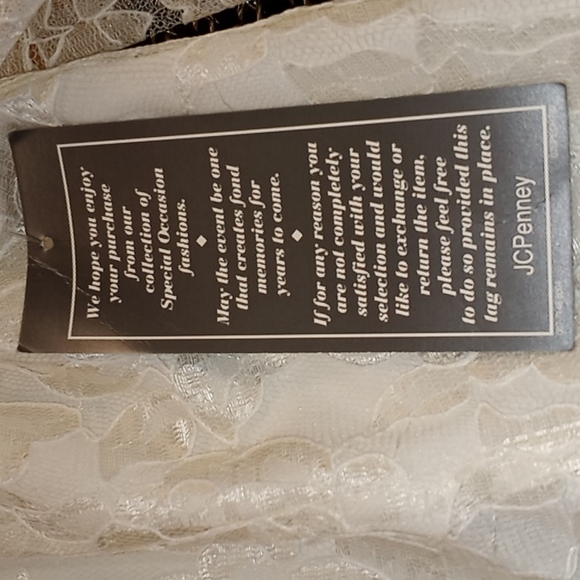 We hope you enjoy
your purchase
from our
collection of
Special Occasion
fashions.
May the event be one
that creates fond
memories for
years to come.
If for any reason you
are not completely
satisfied with your
selection and would
like to exchange or
return the item,
please feel free
to do so provided this
tag remains in place.
JCPenney